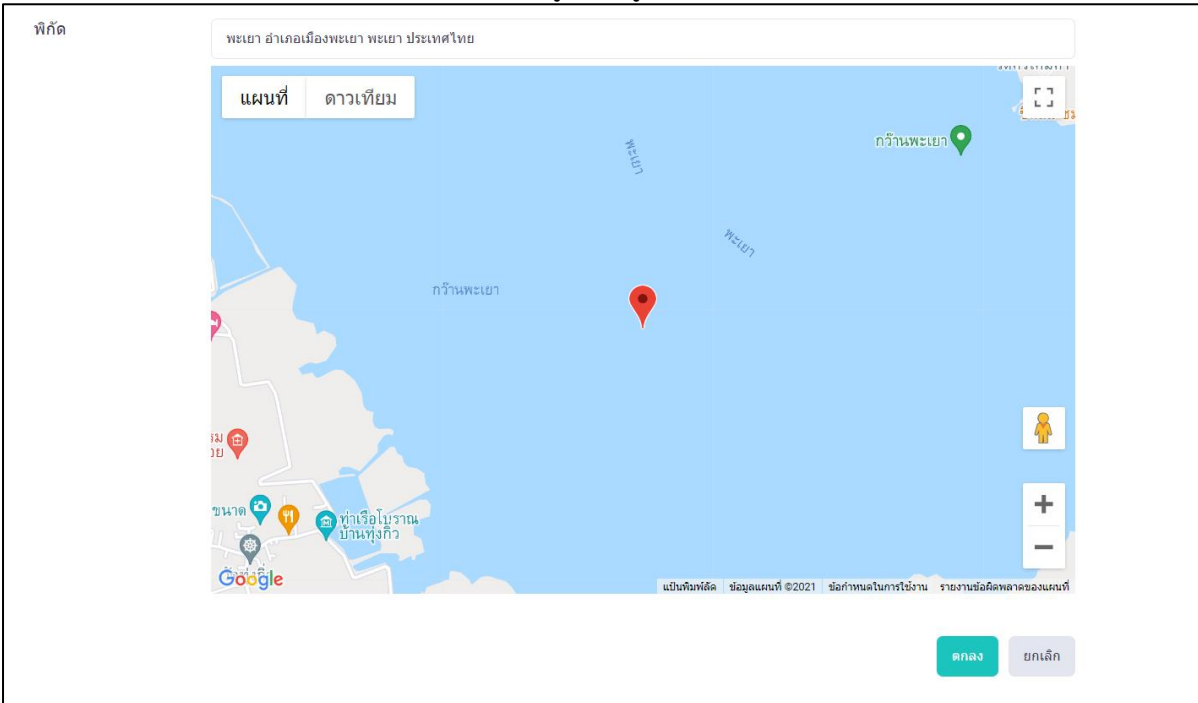 พิกัด
พะเยา อำเภอเมืองพะเยา พะเยา ประเทศไทย
แผนที่ ดาวเทียม
กว๊านพะเยา
พะเยา
พะเยา
กว๊านพะเยา
ขนาด
ท่าเรือโบราณ
บ้านทุ่งกิ่ว
Google
แป้นพิมพ์ลัด ข้อมูลแผนที่ ©2021 ข้อกำหนดในการใช้งาน รายงานข้อผิดพลาดของแผนที่
ตกลง ยกเลิก